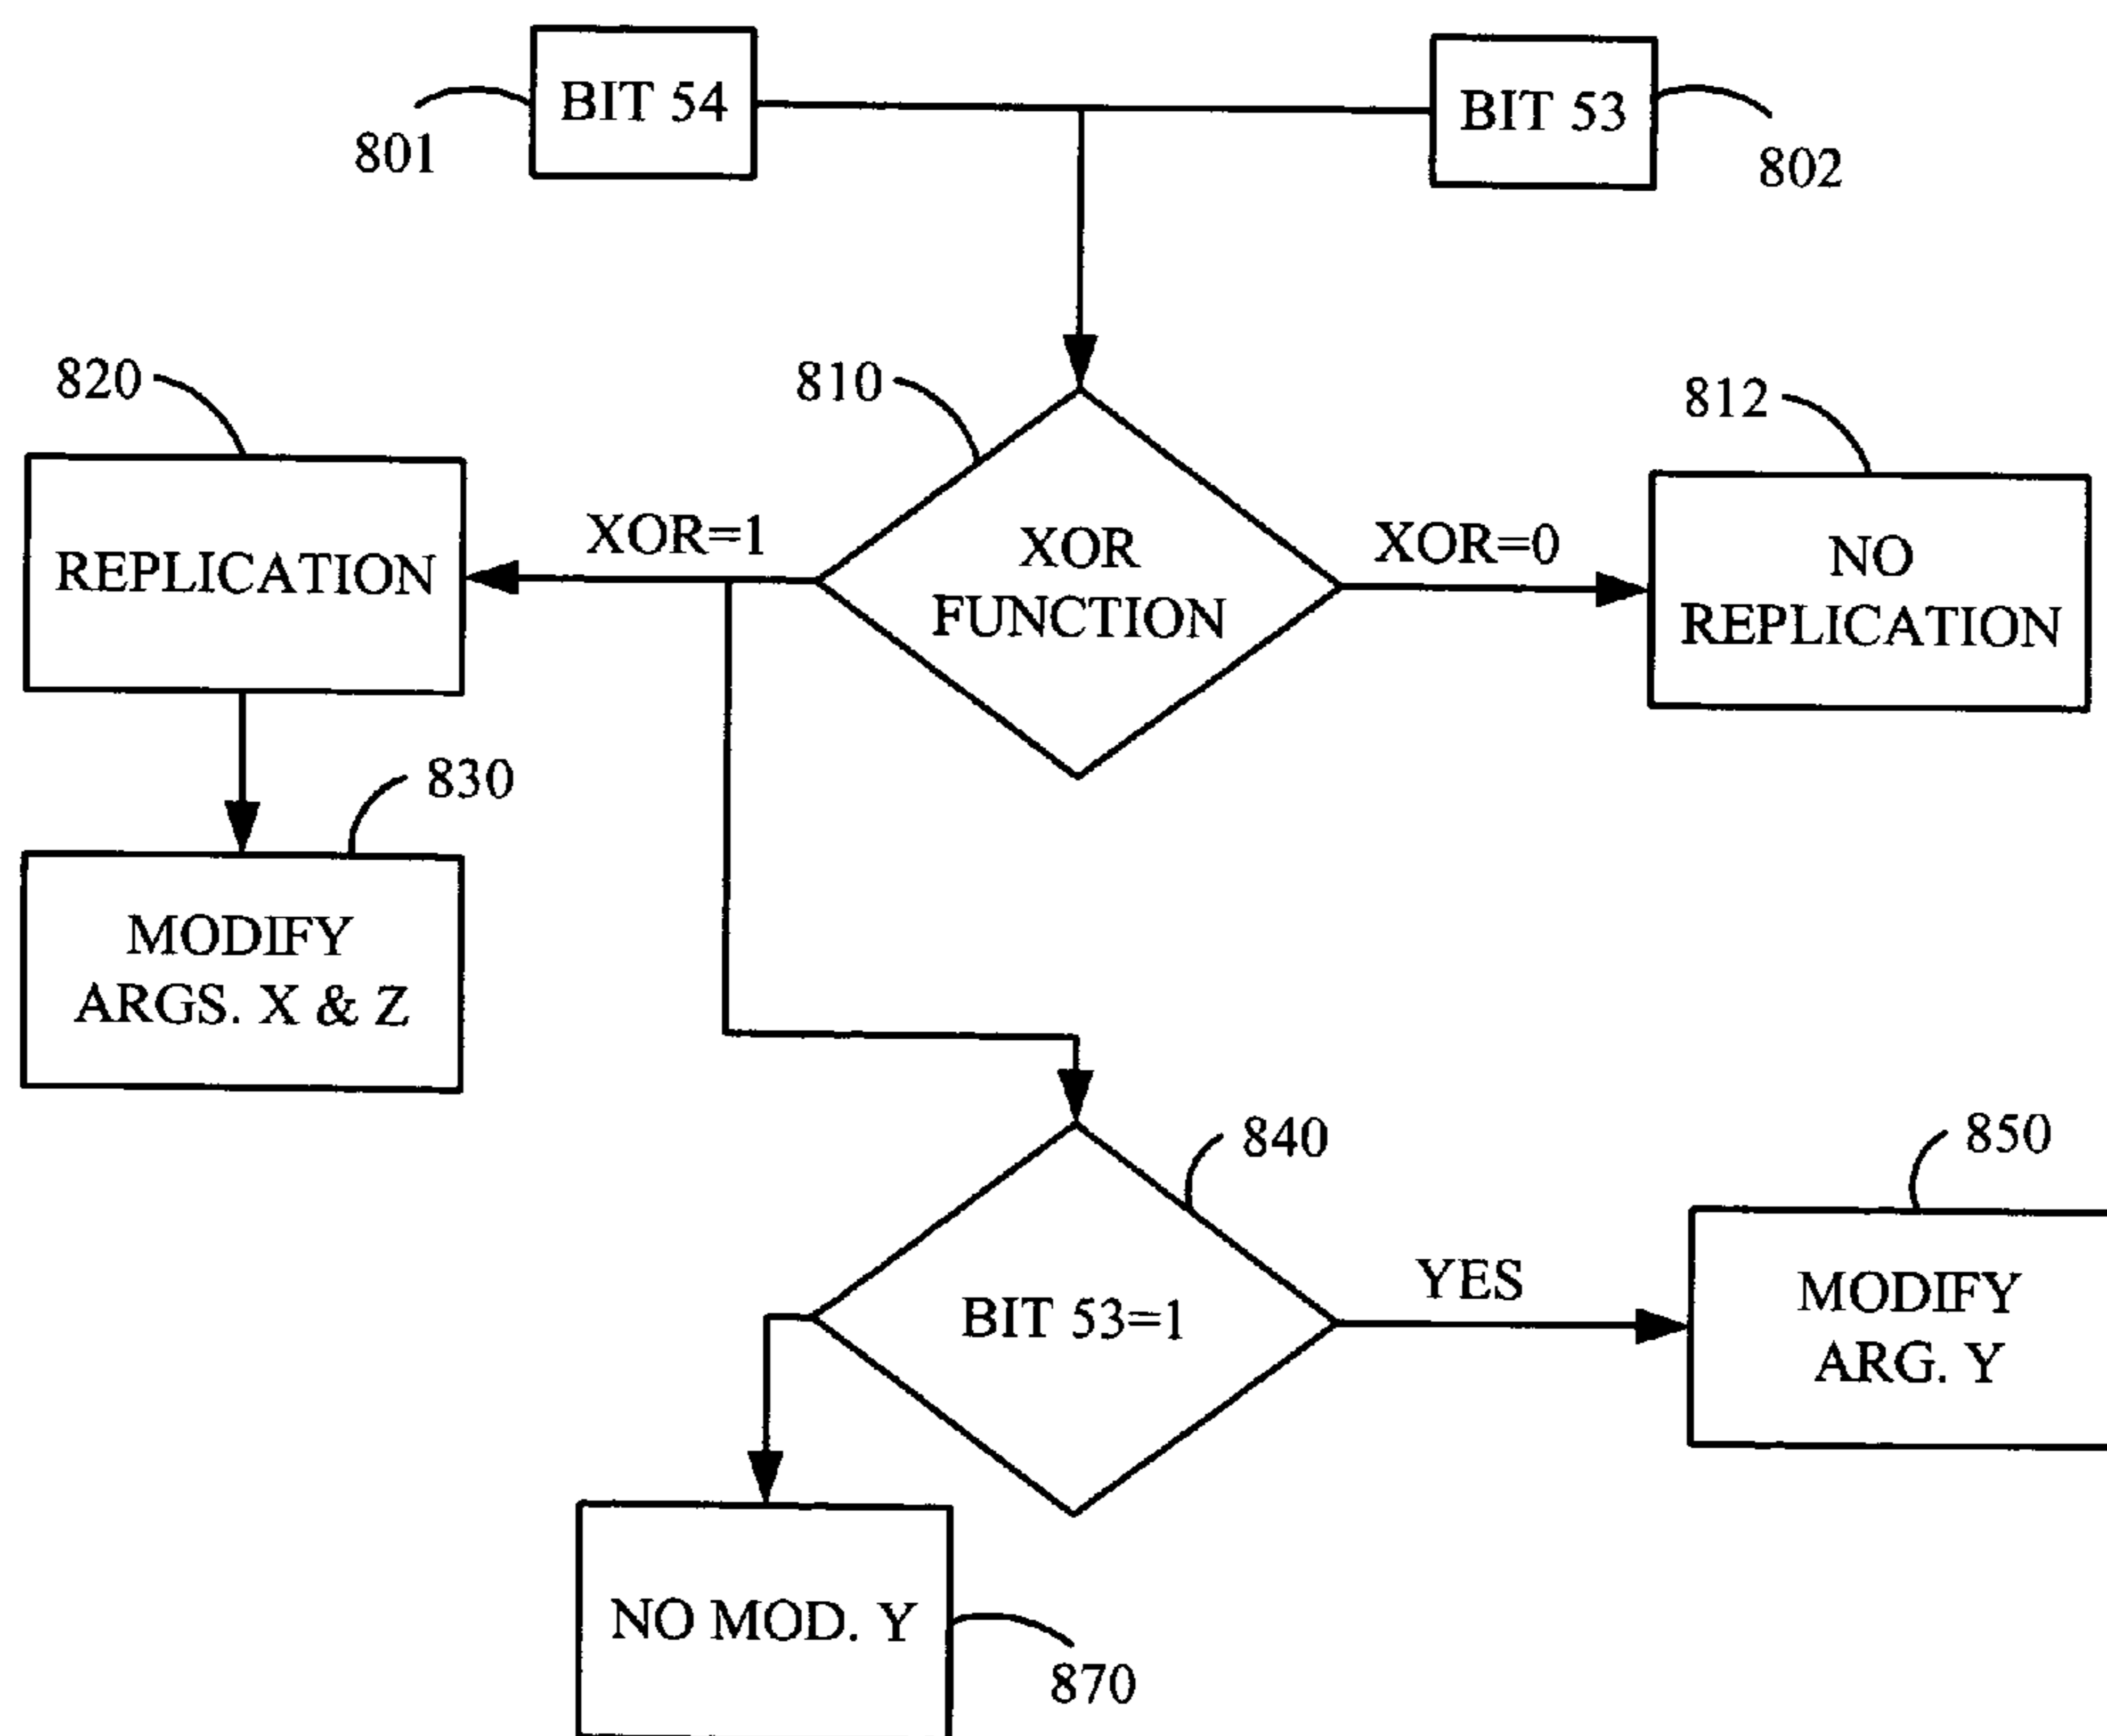 BIT 54
BIT 53
801
802
820
810
812
REPLICATION
XOR=1
XOR
FUNCTION
XOR=0
NO
REPLICATION
830
MODIFY
ARGS. X & Z
840
850
BIT 53=1
YES
MODIFY
ARG. Y
NO MOD. Y
870